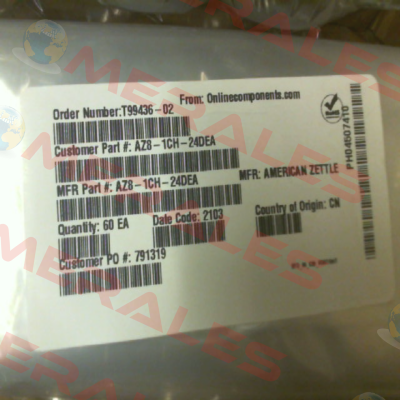 From: Onlinecomponents.com
Order Number:T99436-02
Customer Part #: AZ8-1CH-24DEA
MFR Part #: AZ8-1CH-24DEA
MFR: AMERICAN ZETTLE
Quantity: 60 EA
Date Code: 2103
Country of Origin: CN
Customer PO #: 791319
PH04507410
MERALES